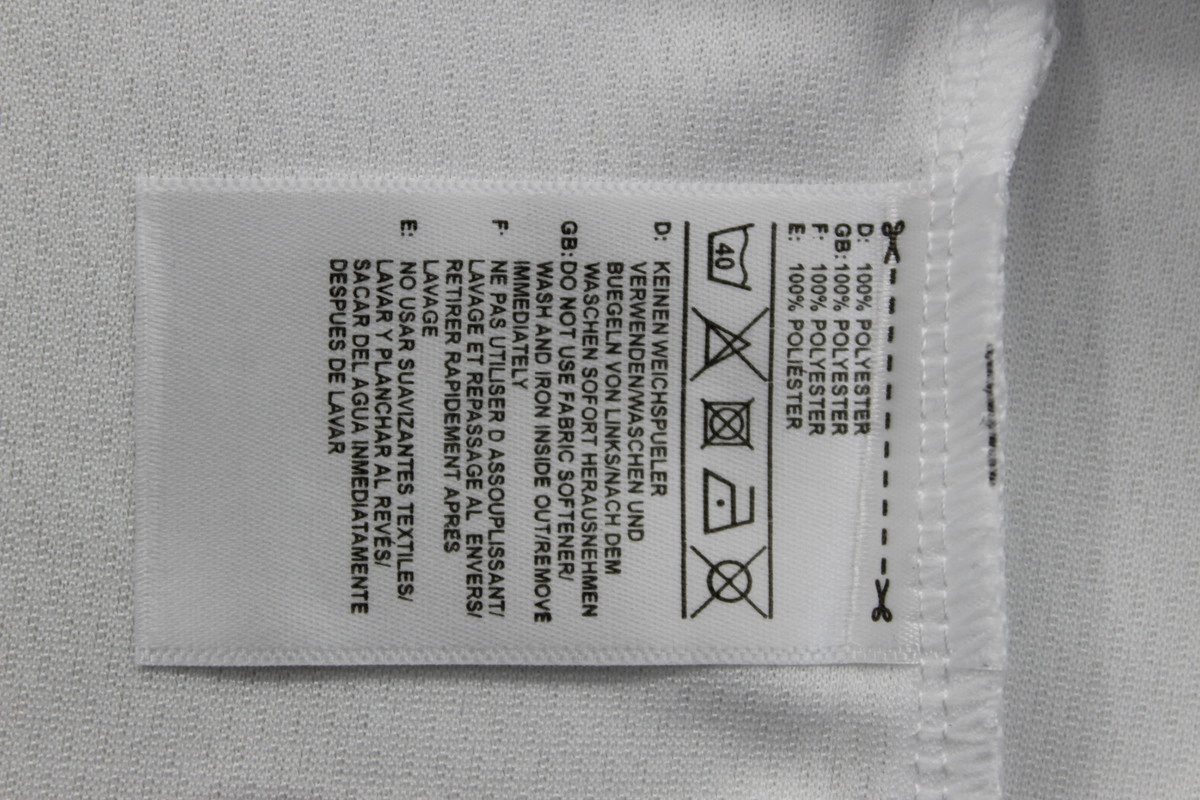 D: 100% POLYESTER
GB: 100% POLYESTER
F: 100% POLYESTER
E: 100% POLIÉSTER
40
D: KEINEN WEICHSPUELER
VERWENDEN/WASCHEN UND
BUEGELN VON LINKS/NACH DEM
WASCHEN SOFORT HERAUSNEHMEN
GB: DO NOT USE FABRIC SOFTENER/
WASH AND IRON INSIDE OUT/REMOVE
IMMEDIATELY
F: NE PAS UTILISER D ASSOUPLISSANT/
LAVAGE ET REPASSAGE AL ENVERS/
RETIRER RAPIDEMENT APRES
LAVAGE
E: NO USAR SUAVIZANTES TEXTILES/
LAVAR Y PLANCHAR AL REVÉS/
SACAR DEL AGUA INMEDIATAMENTE
DESPUES DE LAVAR